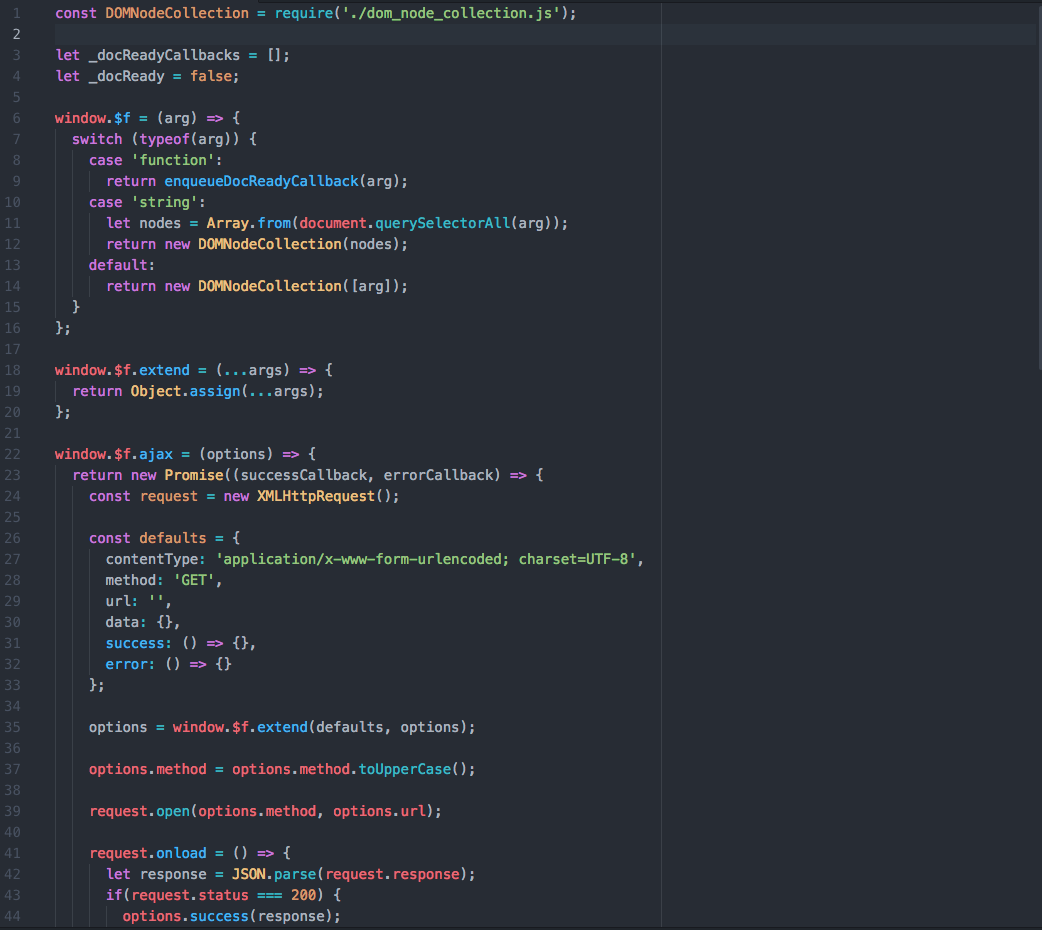 1 const DOMNodeCollection = require('./dom_node_collection.js');
2
3 let _docReadyCallbacks = [];
4 let _docReady = false;
5
6 window.$f = (arg) => {
7   switch (typeof(arg)) {
8     case 'function':
9       return enqueueDocReadyCallback(arg);
10     case 'string':
11       let nodes = Array.from(document.querySelectorAll(arg));
12       return new DOMNodeCollection(nodes);
13     default:
14       return new DOMNodeCollection([arg]);
15   }
16 };
17
18 window.$f.extend = (...args) => {
19   return Object.assign(...args);
20 };
21
22 window.$f.ajax = (options) => {
23   return new Promise((successCallback, errorCallback) => {
24     const request = new XMLHttpRequest();
25
26     const defaults = {
27       contentType: 'application/x-www-form-urlencoded; charset=UTF-8',
28       method: 'GET',
29       url: '',
30       data: {},
31       success: () => {},
32       error: () => {}
33     };
34
35     options = window.$f.extend(defaults, options);
36
37     options.method = options.method.toUpperCase();
38
39     request.open(options.method, options.url);
40
41     request.onload = () => {
42       let response = JSON.parse(request.response);
43       if(request.status === 200) {
44         options.success(response);